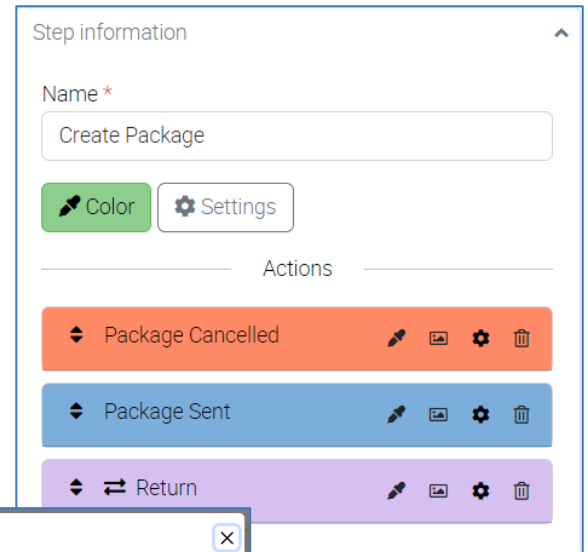 Step information
Name *
Create Package
Color Settings
Actions
Package Cancelled
Package Sent
Return